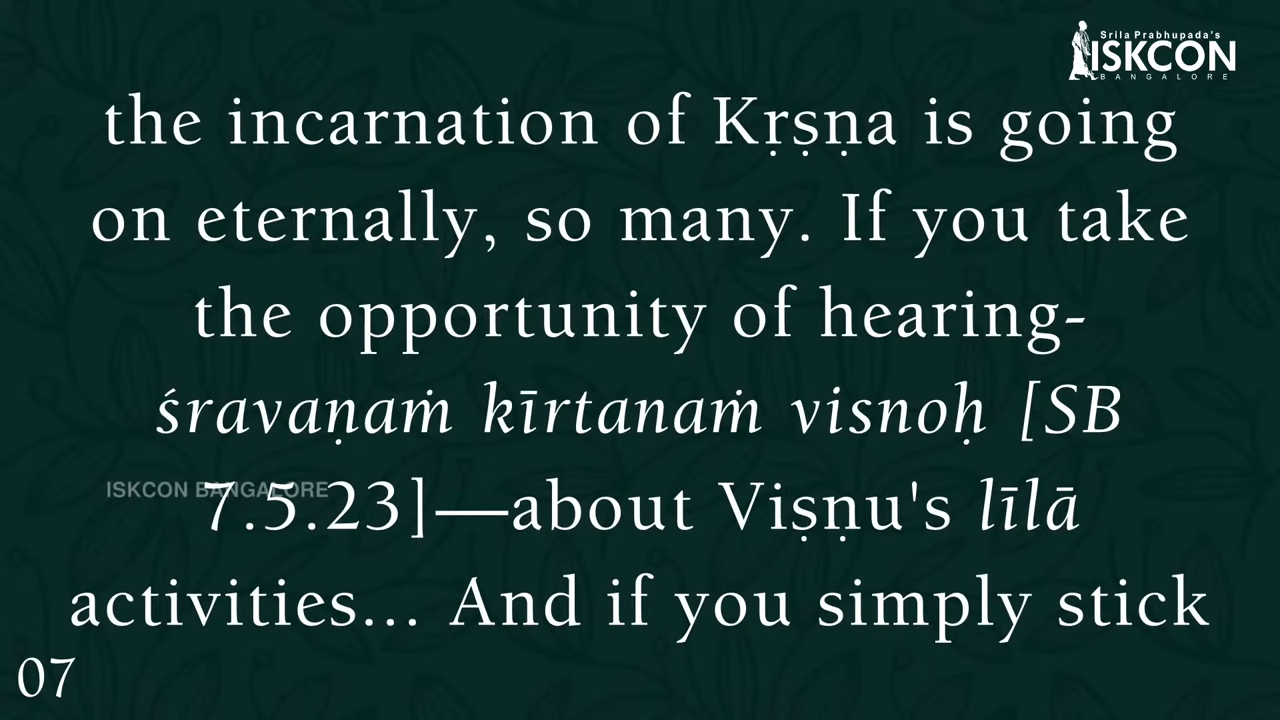 Srila Prabhupada's
ISKCON
BANGALORE
the incarnation of Kṛṣṇa is going
on eternally, so many. If you take
the opportunity of hearing-
śravaṇaṁ kīrtanaṁ visnoḥ [SB
ISKCON BANGALORE
7.5.23]—about Viṣṇu's līlā
activities... And if you simply stick
07